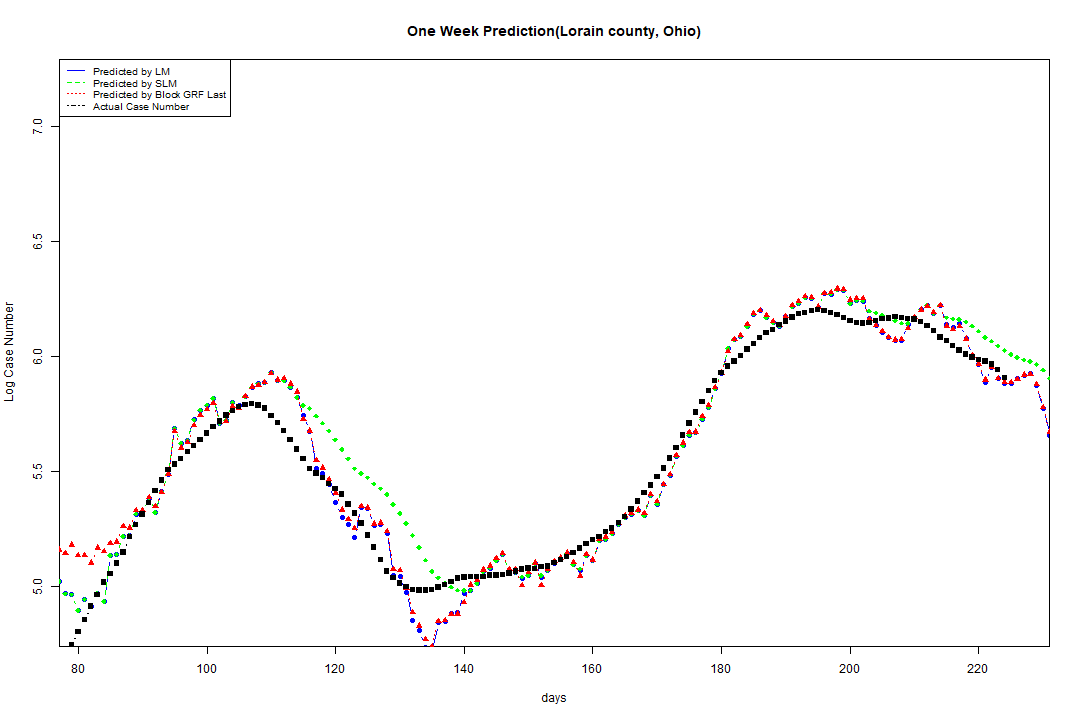 One Week Prediction(Lorain county, Ohio)
Predicted by LM
Predicted by SLM
Predicted by Block GRF Last
Actual Case Number
7.0
6.5
6.0
5.5
5.0
Log Case Number
80 100 120 140 160 180 200 220
days